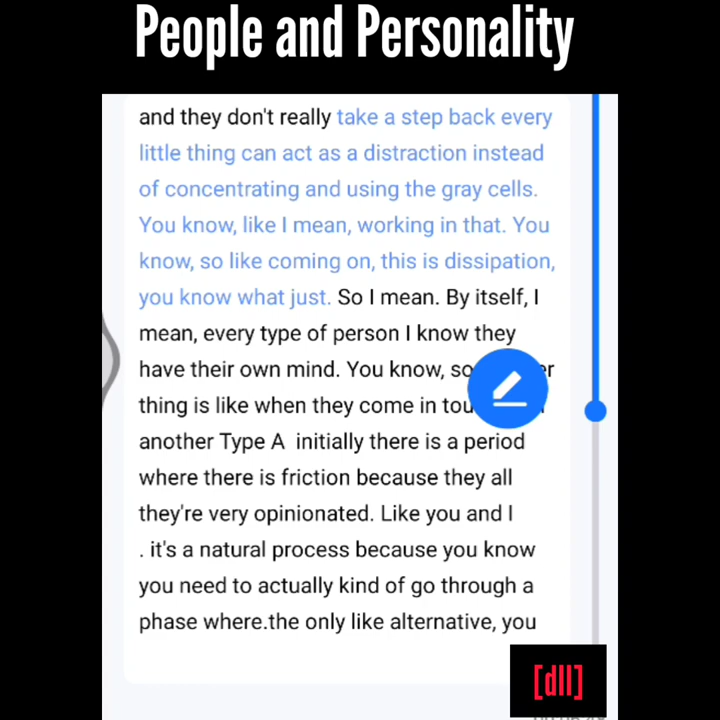 People and Personality
and they don't really take a step back every
little thing can act as a distraction instead
of concentrating and using the gray cells.
You know, like I mean, working in that. You
know, so like coming on, this is dissipation,
you know what just. So I mean. By itself, I
mean, every type of person I know they
have their own mind. You know, so
thing is like when they come in
another Type A initially there is a period
where there is friction because they all
they're very opinionated. Like you and I
. it's a natural process because you know
you need to actually kind of go through a
phase where.the only like alternative, you
[dll]